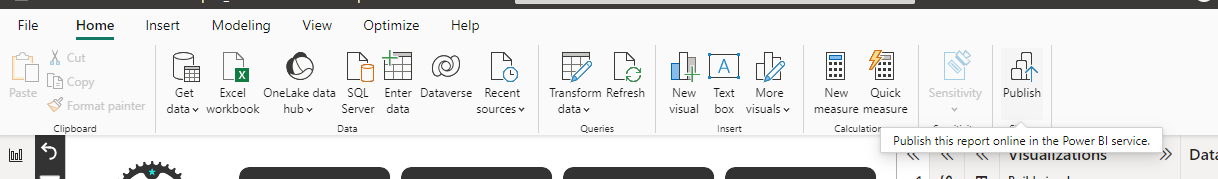 File Home Insert Modeling View Optimize Help
Paste
Cut
Copy
Format painter
Clipboard
Get data
Excel workbook
OneLake data hub
SQL Server
Enter data
Dataverse
Recent sources
Data
Transform data
Refresh
Queries
New visual
Text box
More visuals
Insert
New measure
Quick measure
Calculation
Sensitivity
Publish
Publish this report online in the Power BI service.
Visualizations
Data